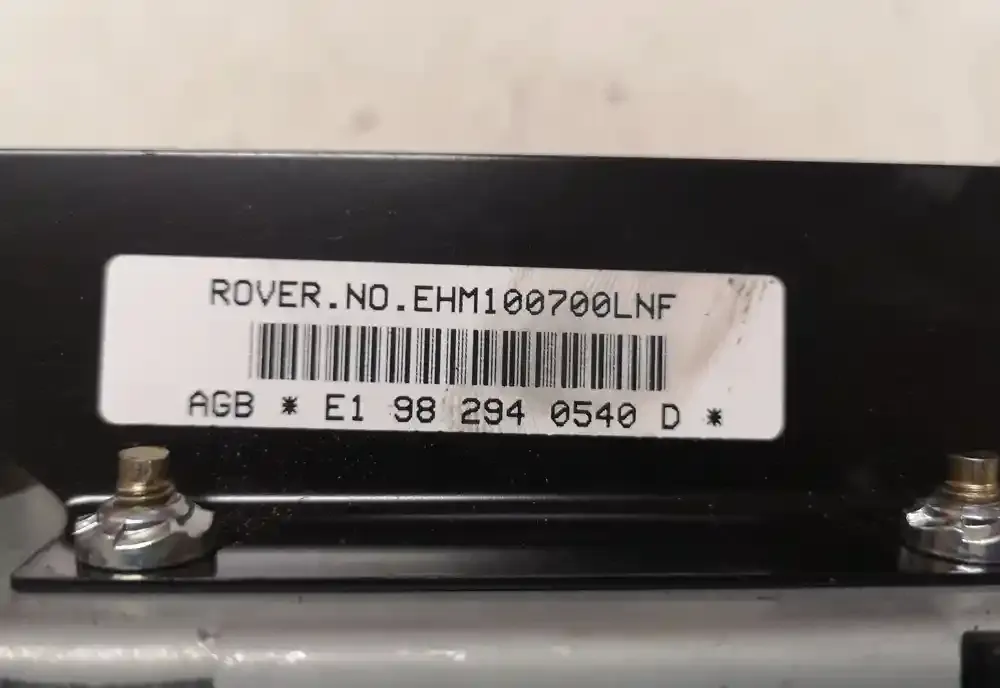 ROVER.NO.EHM100700LNF
AGB * E1 98 294 0540 D *